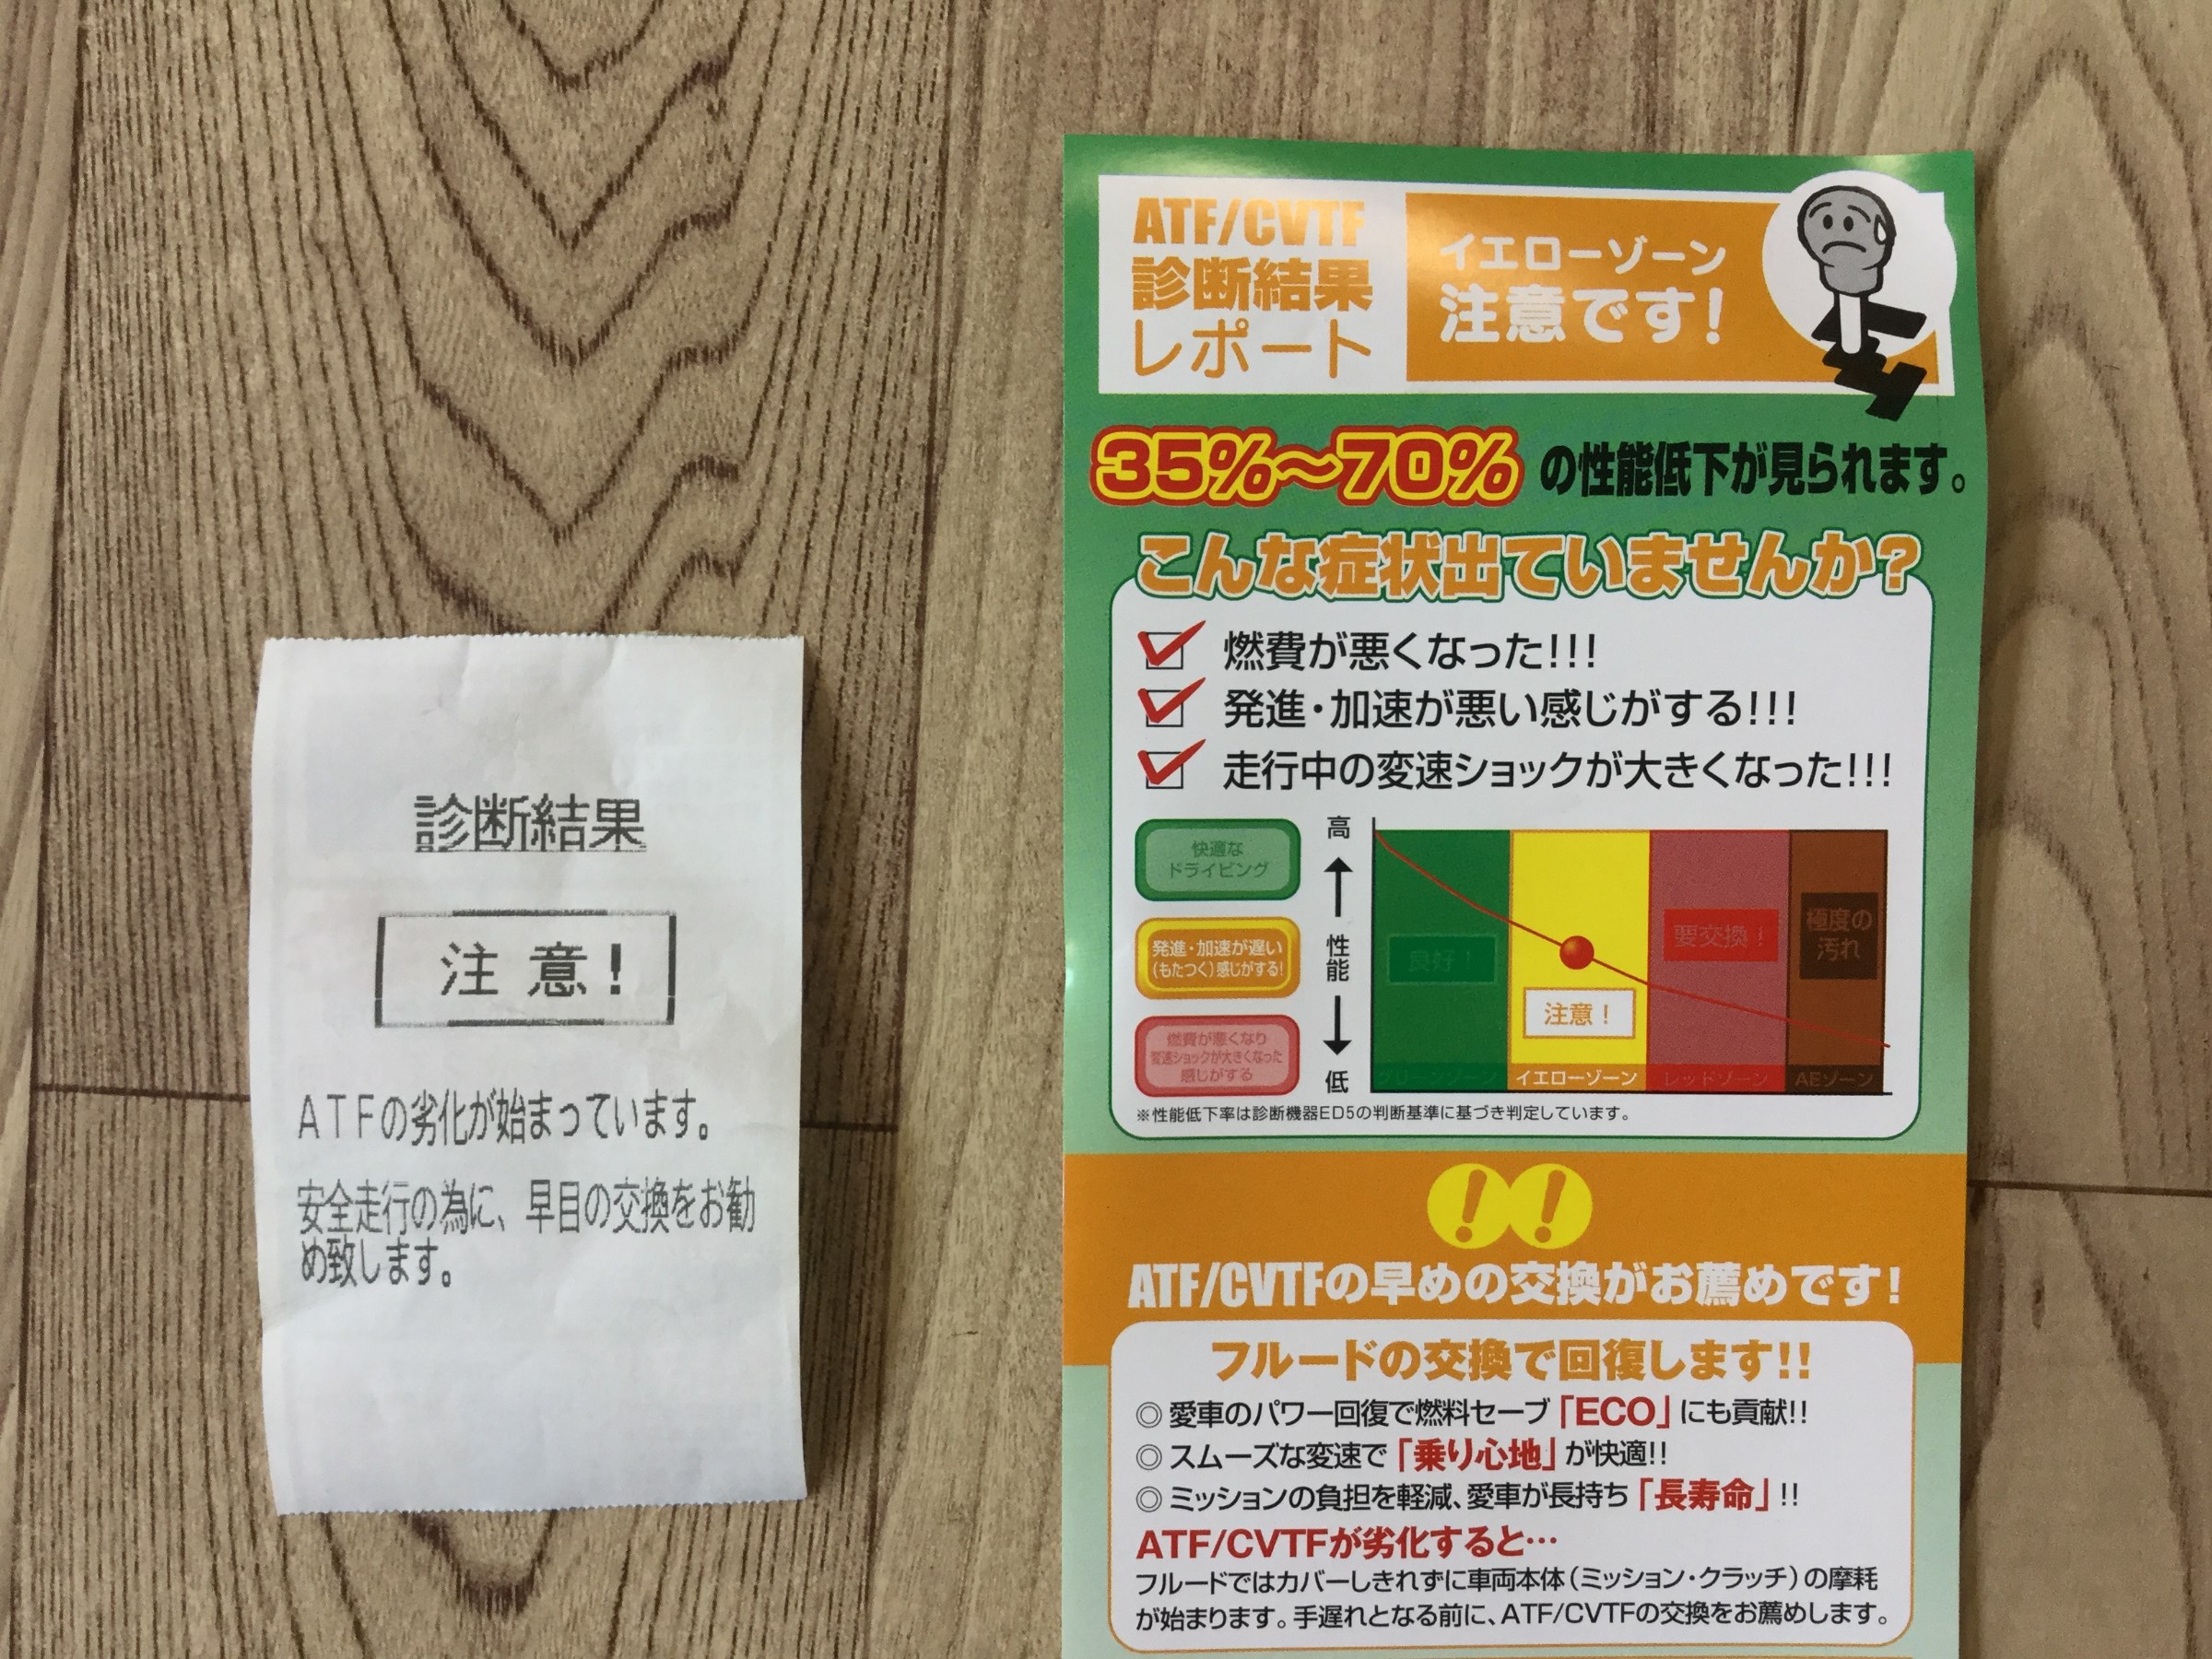 診断結果
注 意!
ATFの劣化が始まっています。
安全走行の為に、早目の交換をお勧
め致します。
ATF/CVTF
診断結果
レポート
イエローゾーン
注意です!
35%～70% の性能低下が見られます。
こんな症状出ていませんか?
燃費が悪くなった!!!
発進・加速が悪い感じがする!!!
走行中の変速ショックが大きくなった!!!
快適な
ドライビング
発進・加速が遅い
(もたつく)感じがする!
燃費が悪くなり
変速ショックが大きくなった
感じがする
高
性能
低
良好!
注意!
要交換!
極度の
汚れ
グリーンゾーン
イエローゾーン
レッドゾーン
AEゾーン
※性能低下率は診断機器ED5の判断基準に基づき判定しています。
!!
ATF/CVTFの早めの交換がお薦めです!
フルードの交換で回復します!!
◎ 愛車のパワー回復で燃料セーブ「ECO」にも貢献!!
◎ スムーズな変速で「乗り心地」が快適!!
◎ ミッションの負担を軽減、愛車が長持ち「長寿命」!!
ATF/CVTFが劣化すると…
フルードではカバーしきれずに車両本体(ミッション・クラッチ)の摩耗
が始まります。手遅れとなる前に、ATF/CVTFの交換をお薦めします。